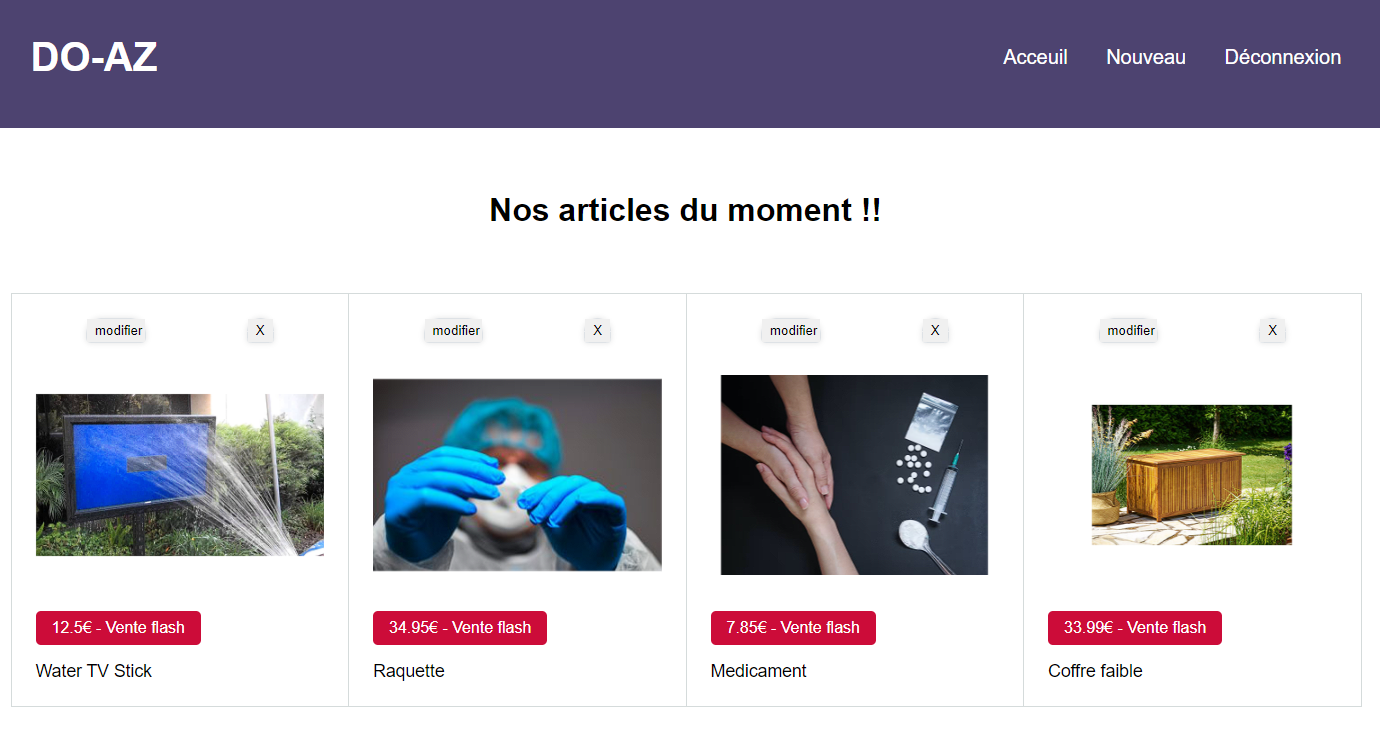 DO-AZ
Acceuil Nouveau Déconnexion
Nos articles du moment !!
modifier X modifier X modifier X modifier X
12.5€ - Vente flash 34.95€ - Vente flash 7.85€ - Vente flash 33.99€ - Vente flash
Water TV Stick Raquette Medicament Coffre faible